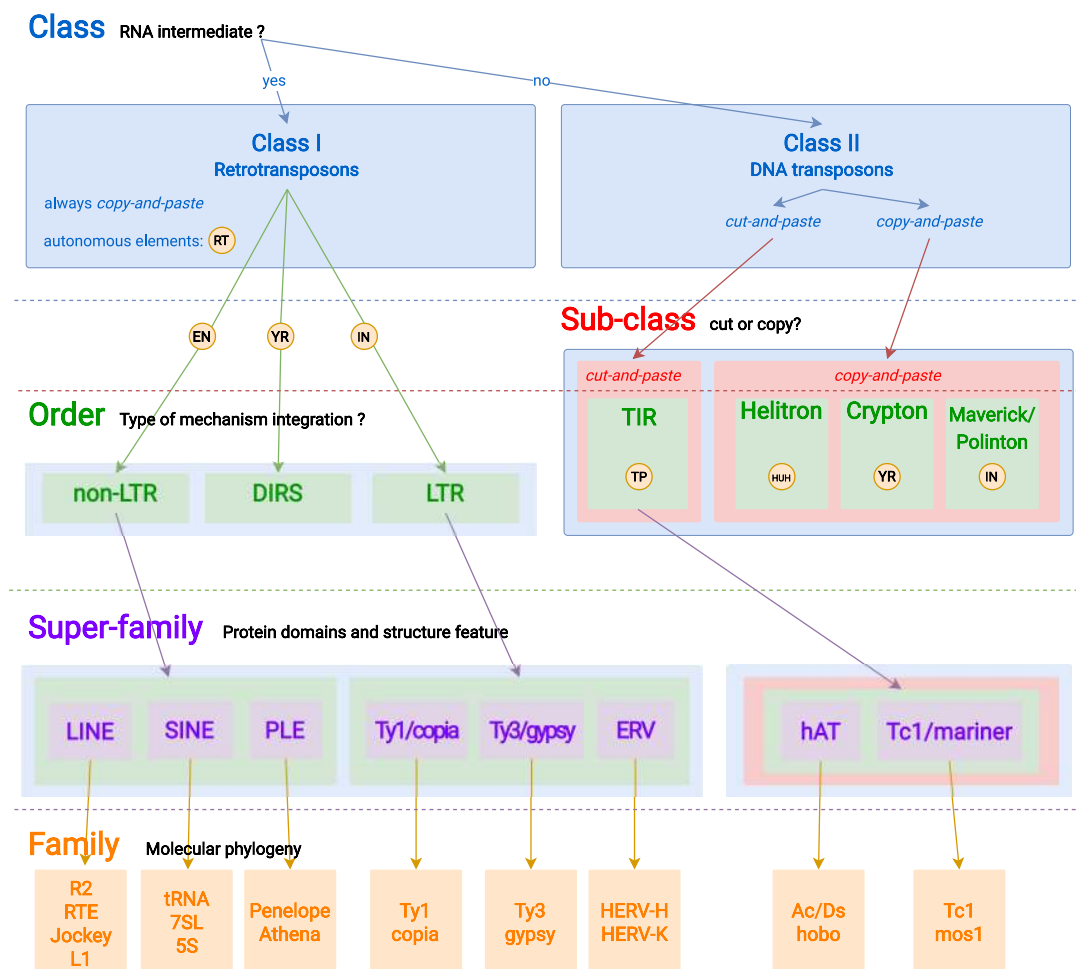 Class RNA intermediate ?
yes
no
Class I
Retrotransposons
always copy-and-paste
autonomous elements: RT
Class II
DNA transposons
cut-and-paste copy-and-paste
EN YR IN
Sub-class cut or copy?
cut-and-paste copy-and-paste
Order Type of mechanism integration ?
non-LTR DIRS LTR
TIR
TP
Helitron
HUH
Crypton
YR
Maverick/
Polinton
IN
Super-family Protein domains and structure feature
LINE SINE PLE Ty1/copia Ty3/gypsy ERV hAT Tc1/mariner
Family Molecular phylogeny
R2
RTE
Jockey
L1
tRNA
7SL
5S
Penelope
Athena
Ty1
copia
Ty3
gypsy
HERV-H
HERV-K
Ac/Ds
hobo
Tc1
mos1